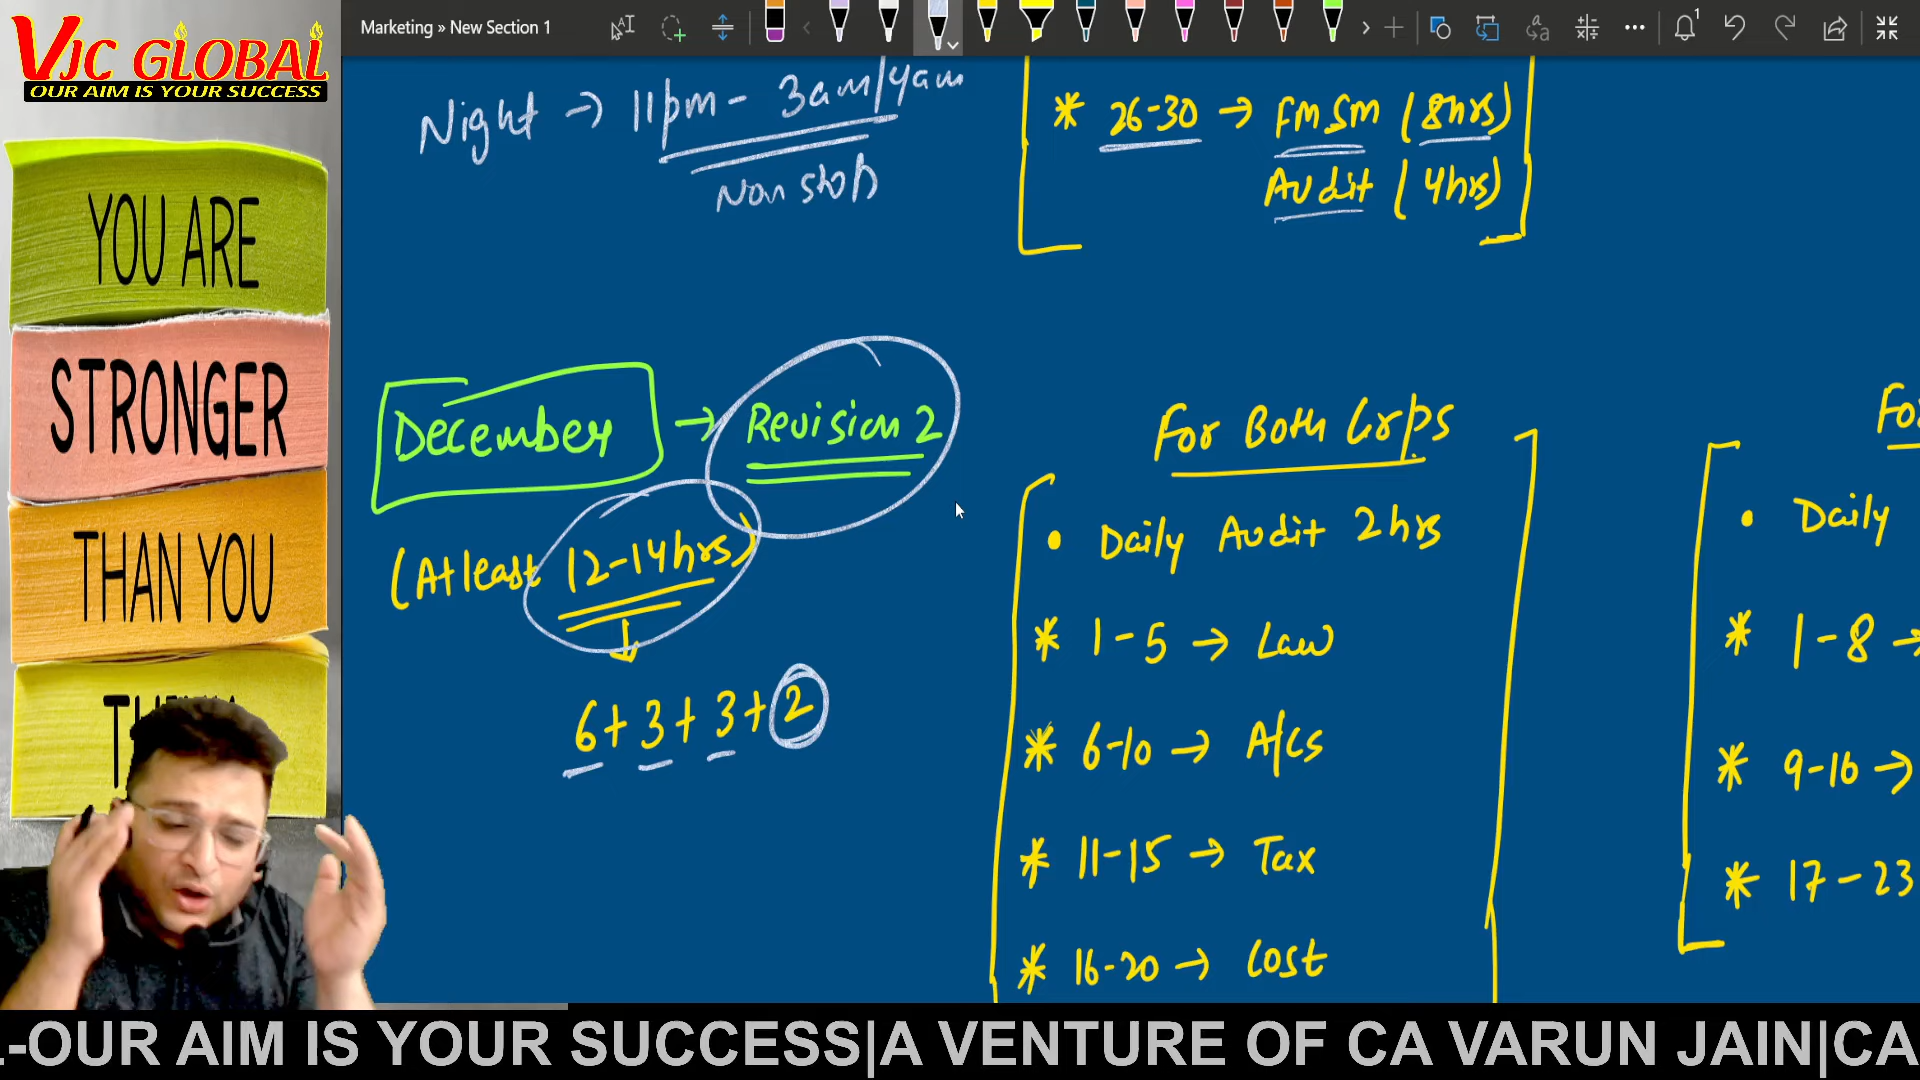 VJC GLOBAL
OUR AIM IS YOUR SUCCESS
YOU ARE
STRONGER
THAN YOU
Marketing » New Section 1
Night → 11pm - 3am/4am
Non stop
* 26-30 → FMSM (8hrs)
Audit (4hrs)
December → Revision 2
(Atleast 12-14hrs)
6+3+3+2
For Both Grps
• Daily Audit 2hrs
* 1-5 → Law
* 6-10 → A/cs
* 11-15 → Tax
* 16-20 → Cost
• Daily
* 1-8 →
* 9-16 →
* 17-23
-OUR AIM IS YOUR SUCCESS|A VENTURE OF CA VARUN JAIN|CA